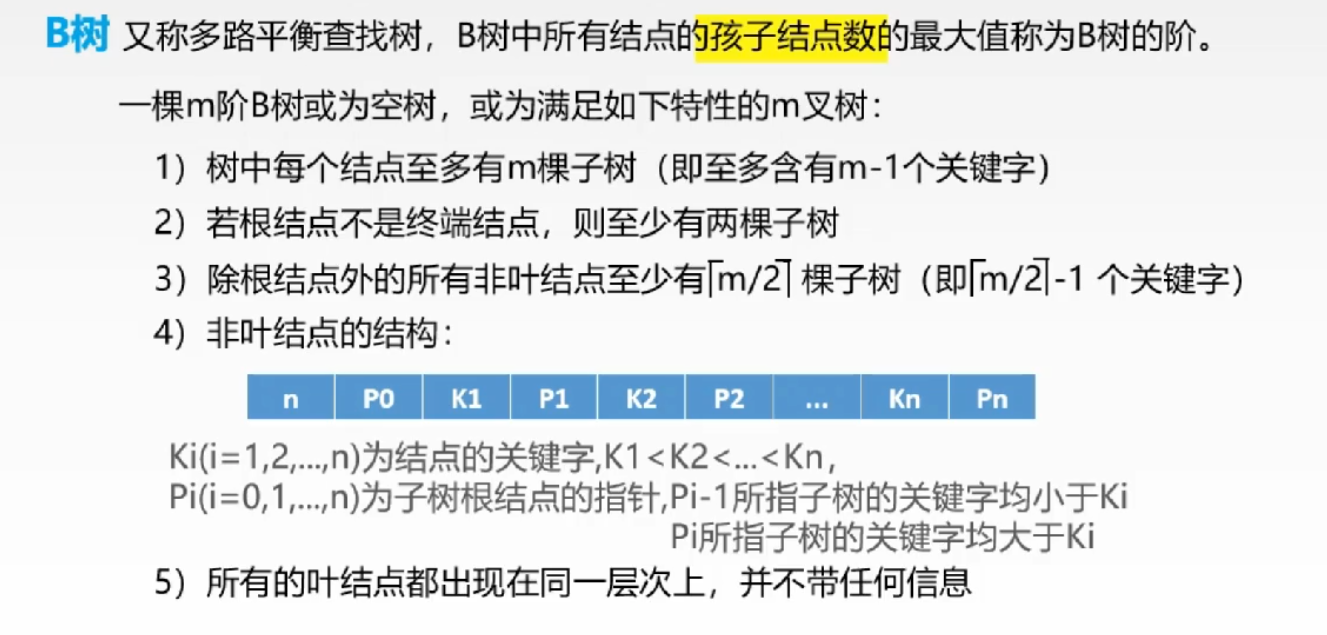 B树 又称多路平衡查找树，B树中所有结点的孩子结点数的最大值称为B树的阶。
一棵m阶B树或为空树，或为满足如下特性的m叉树：
1）树中每个结点至多有m棵子树（即至多含有m-1个关键字）
2）若根结点不是终端结点，则至少有两棵子树
3）除根结点外的所有非叶结点至少有⌈m/2⌉ 棵子树（即⌈m/2⌉-1 个关键字）
4）非叶结点的结构：
n P0 K1 P1 K2 P2 ... Kn Pn
Ki(i=1,2,...,n)为结点的关键字,K1<K2<...<Kn,
Pi(i=0,1,...,n)为子树根结点的指针,Pi-1所指子树的关键字均小于Ki
Pi所指子树的关键字均大于Ki
5）所有的叶结点都出现在同一层次上，并不带任何信息